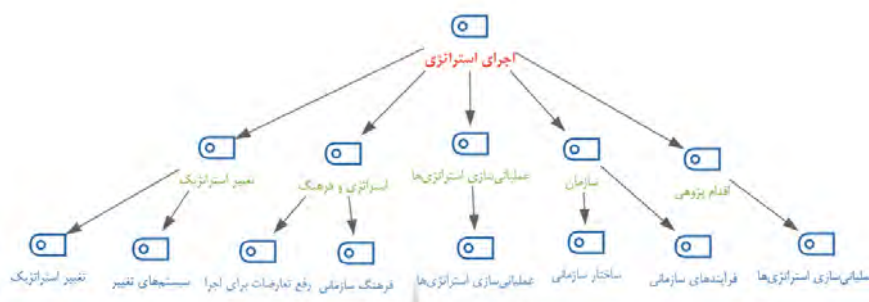 اجرای استراتژی
اقدام پژوهی
سازمان
عملیاتی‌سازی استراتژی‌ها
استراتژی و فرهنگ
تغییر استراتژیک
عملیاتی‌سازی استراتژی‌ها
فرآیندهای سازمانی
ساختار سازمانی
عملیاتی‌سازی استراتژی‌ها
فرهنگ سازمانی
رفع تعارضات برای اجرا
سیستم‌های تغییر
تغییر استراتژیک